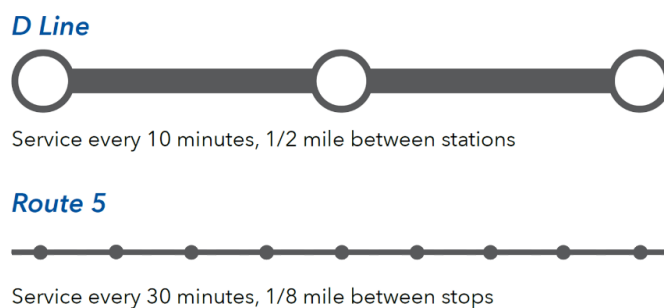 D Line
Service every 10 minutes, 1/2 mile between stations
Route 5
Service every 30 minutes, 1/8 mile between stops